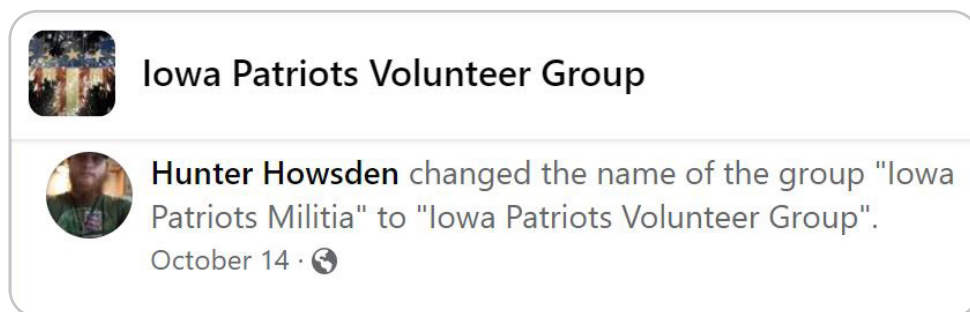 Iowa Patriots Volunteer Group
Hunter Howsden changed the name of the group "Iowa
Patriots Militia" to "Iowa Patriots Volunteer Group".
October 14 ·